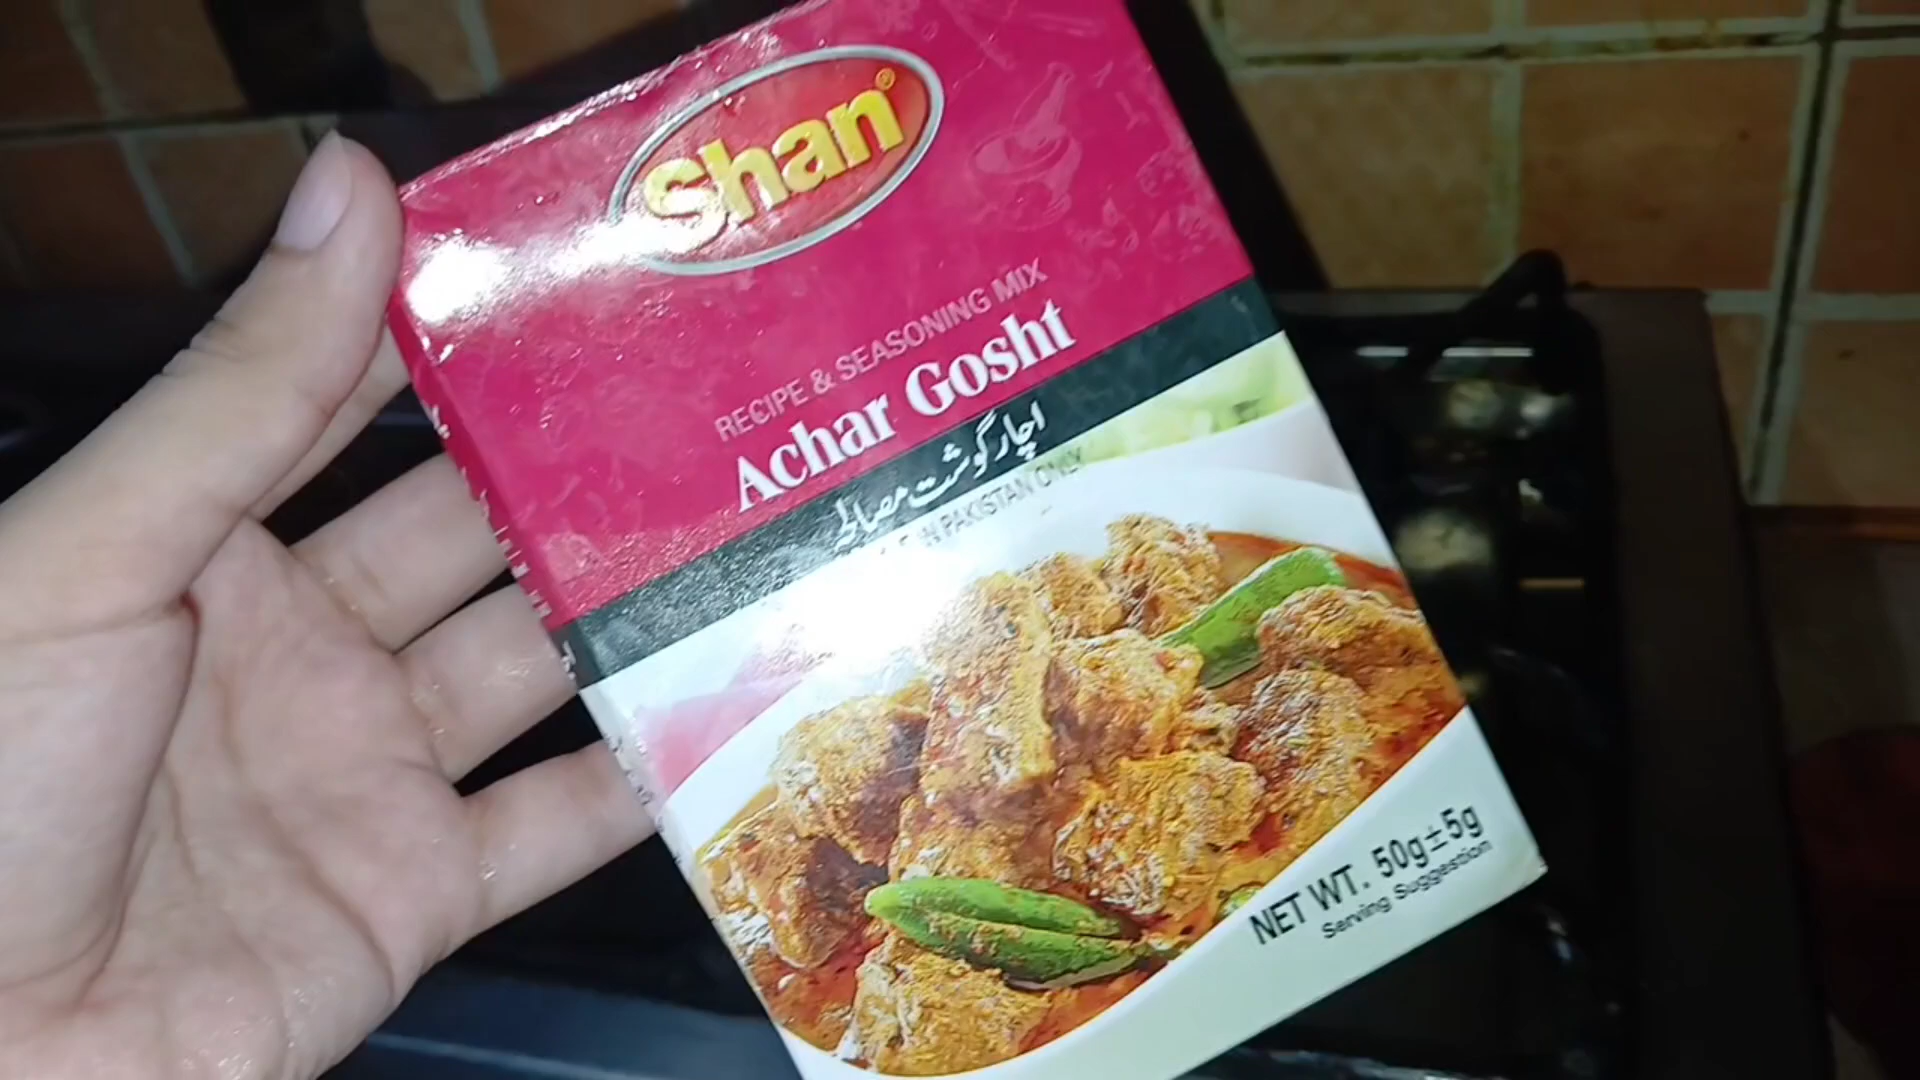 Shan®
RECIPE & SEASONING MIX
Achar Gosht
اچار گوشت مصالحہ
IN PAKISTAN ONLY
NET WT. 50g±5g
Serving Suggestion